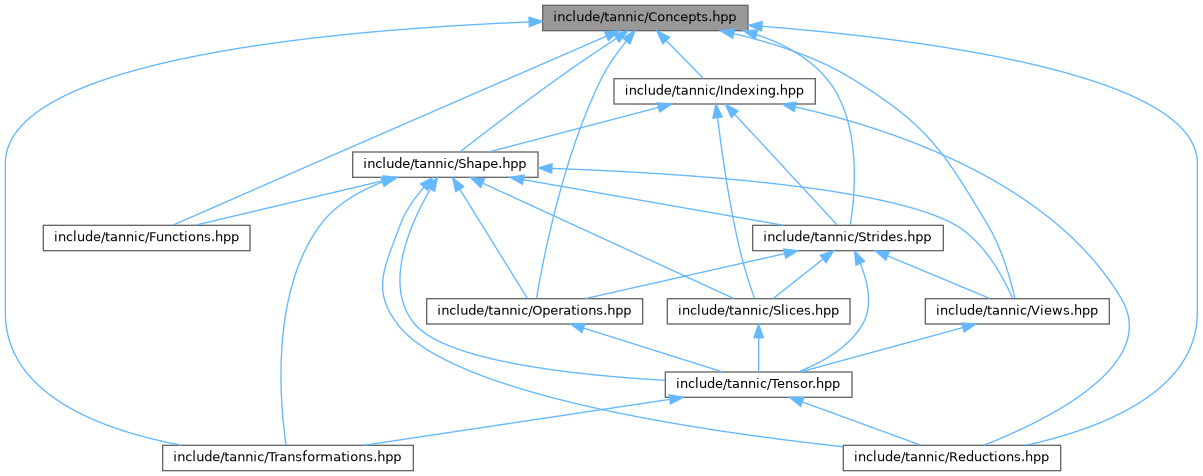 include/tannic/Concepts.hpp
include/tannic/Indexing.hpp
include/tannic/Shape.hpp
include/tannic/Functions.hpp
include/tannic/Strides.hpp
include/tannic/Operations.hpp
include/tannic/Slices.hpp
include/tannic/Views.hpp
include/tannic/Tensor.hpp
include/tannic/Transformations.hpp
include/tannic/Reductions.hpp